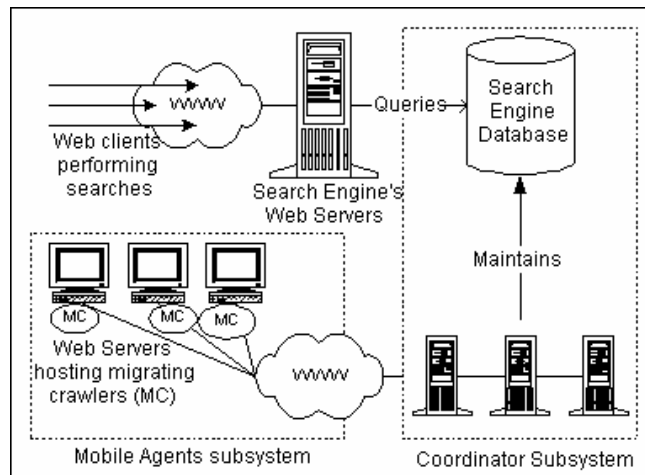 WWW
Web clients
performing
searches
Search Engine's
Web Servers
Queries
Search
Engine
Database
Maintains
MC
MC
MC
Web Servers
hosting migrating
crawlers (MC)
WWW
Mobile Agents subsystem
Coordinator Subsystem